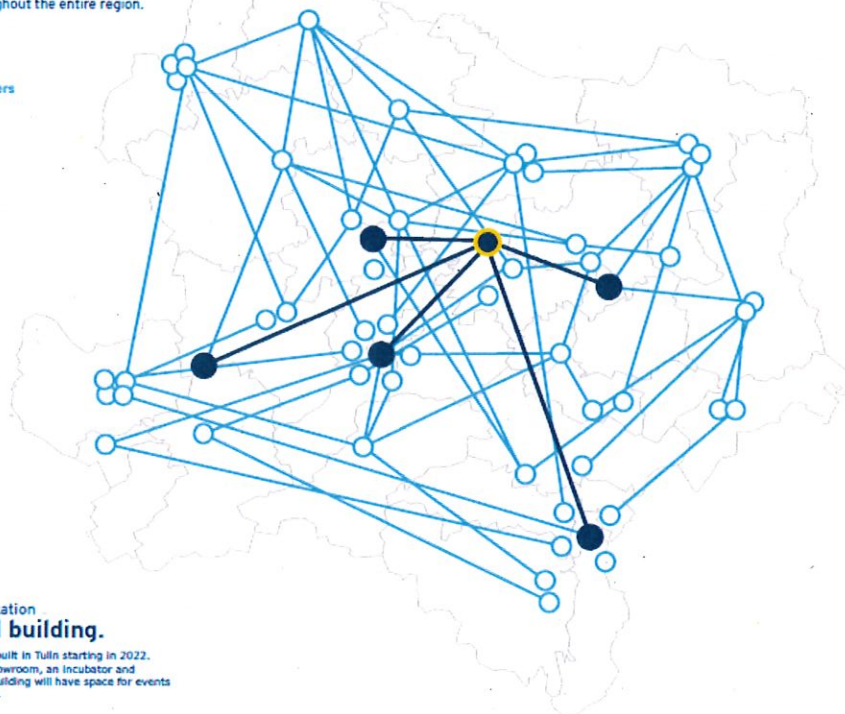 ghout the entire region.
ers
ation
building.
uilt in Tulln starting in 2022.
owroom, an incubator and
uilding will have space for events